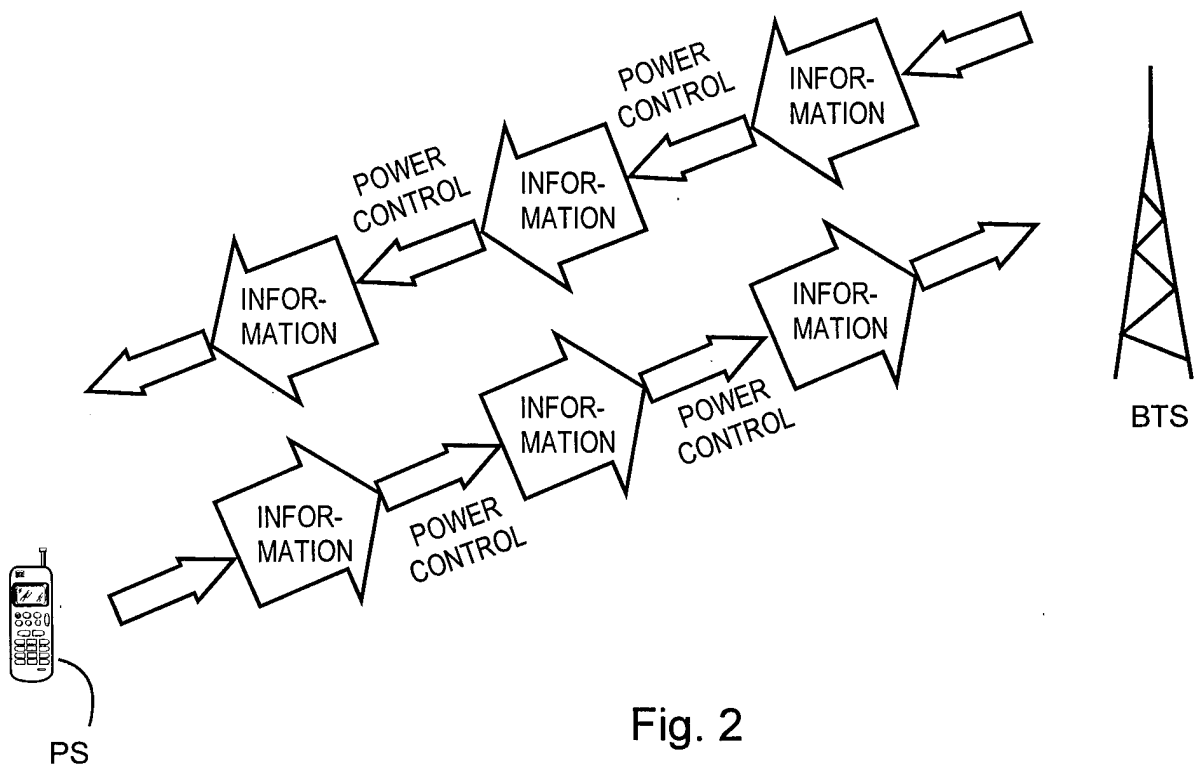 INFOR-
MATION
POWER
CONTROL
INFOR-
MATION
POWER
CONTROL
INFOR-
MATION
INFOR-
MATION
POWER
CONTROL
INFOR-
MATION
POWER
CONTROL
INFOR-
MATION
BTS
PS
Fig. 2